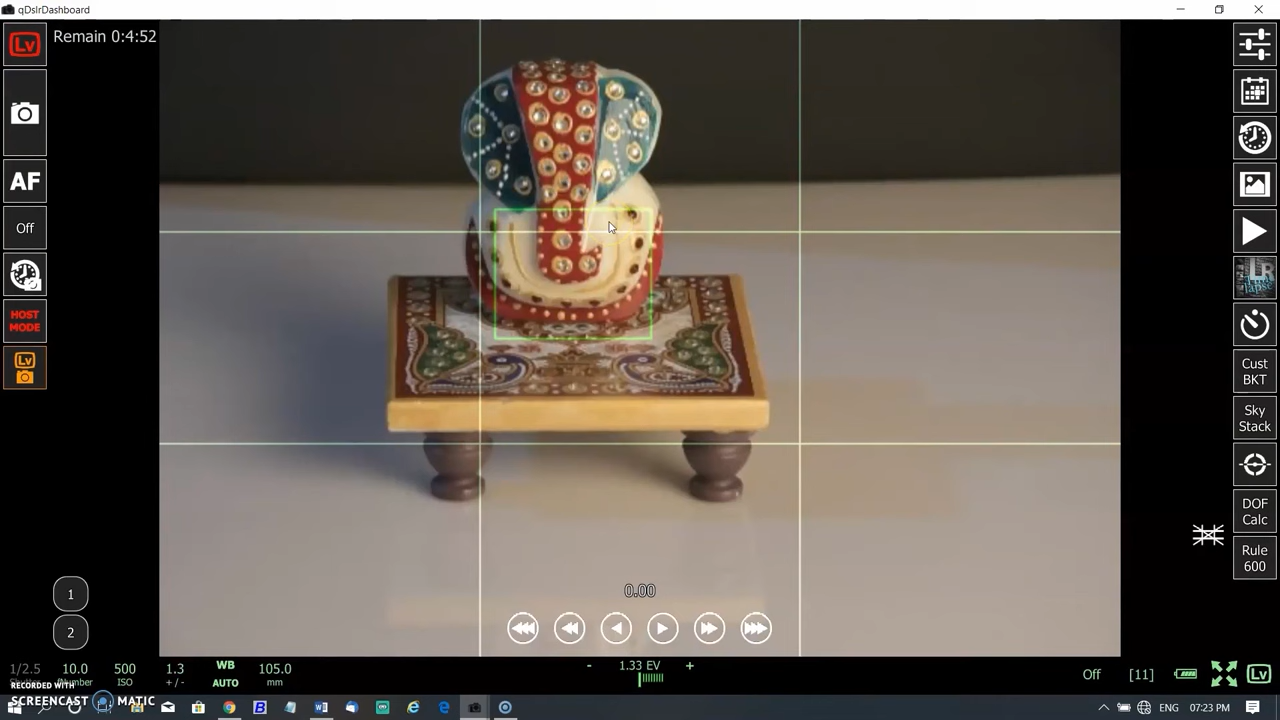 qDslrDashboard
Lv
Remain 0:4:52
AF
Off
HOST
MODE
Lv
LR
Cust
BKT
Sky
Stack
DOF
Calc
Rule
600
1
2
0.00
1/2.5 10.0 500 1.3 WB 105.0
ISO + / - AUTO mm
- 1.33 EV +
Off [11] Lv
RECORDED WITH
SCREENCAST MATIC
ENG 07:23 PM